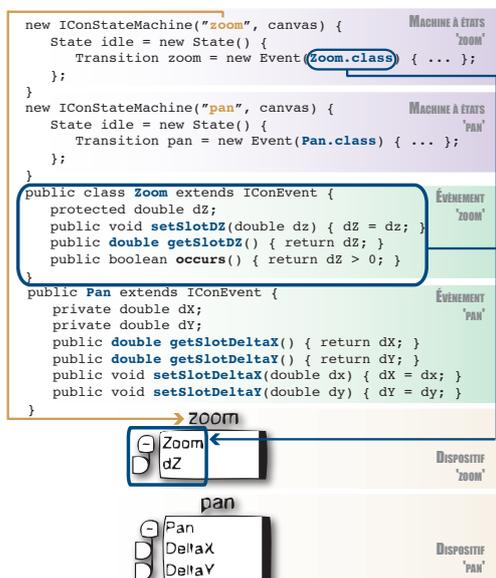 new IConStateMachine("zoom", canvas) {
MACHINE À ÉTATS
'ZOOM'
State idle = new State() {
Transition zoom = new Event(Zoom.class) { ... };
};
}
new IConStateMachine("pan", canvas) {
MACHINE À ÉTATS
'PAN'
State idle = new State() {
Transition pan = new Event(Pan.class) { ... };
};
}
public class Zoom extends IConEvent {
ÉVÈNEMENT
'ZOOM'
protected double dZ;
public void setSlotDZ(double dz) { dZ = dz; }
public double getSlotDZ() { return dZ; }
public boolean occurs() { return dZ > 0; }
}
public Pan extends IConEvent {
ÉVÈNEMENT
'PAN'
private double dX;
private double dY;
public double getSlotDeltaX() { return dX; }
public double getSlotDeltaY() { return dY; }
public void setSlotDeltaX(double dx) { dX = dx; }
public void setSlotDeltaY(double dy) { dY = dy; }
}
zoom
Zoom
dZ
DISPOSITIF
'ZOOM'
pan
Pan
DeltaX
DeltaY
DISPOSITIF
'PAN'